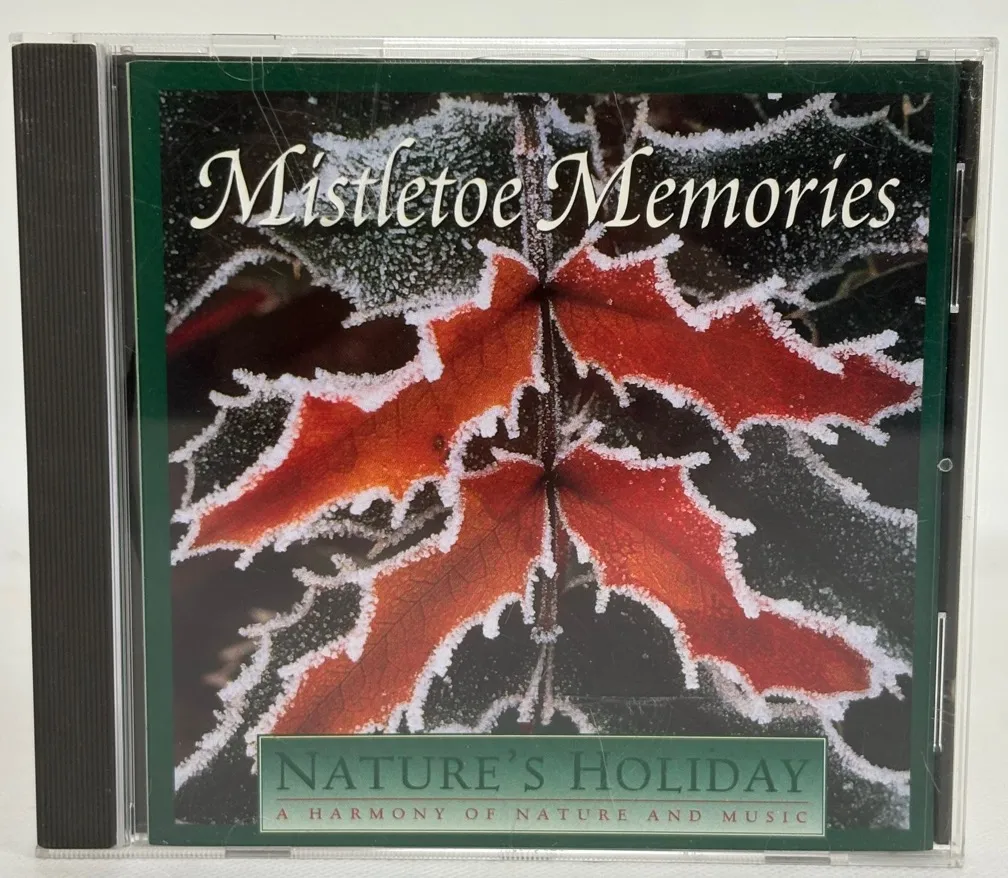 Mistletoe Memories
NATURE'S HOLIDAY
A HARMONY OF NATURE AND MUSIC